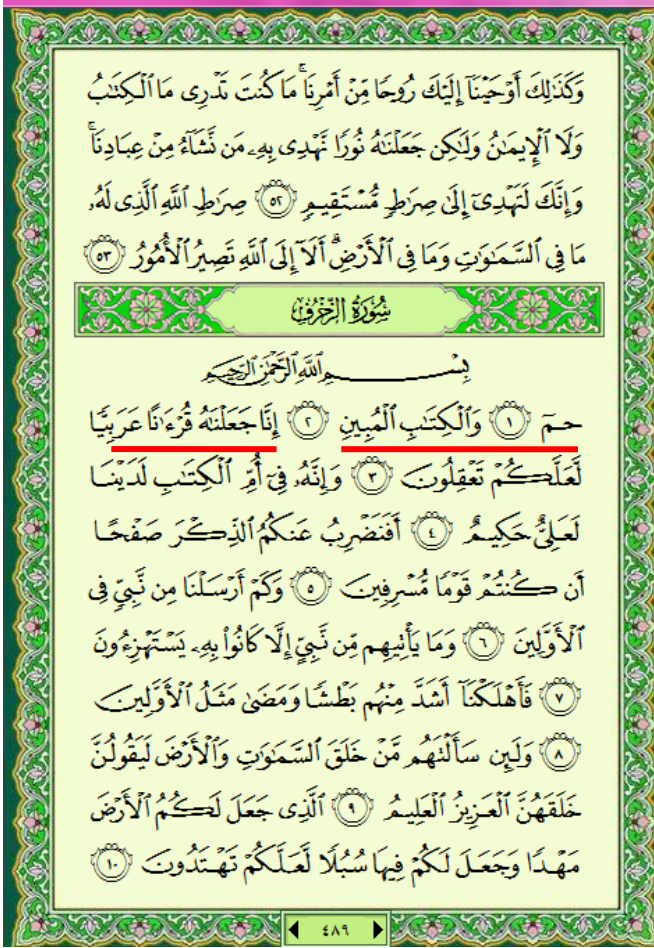 وَكَذَٰلِكَ أَوْحَيْنَآ إِلَيْكَ رُوحًا مِّنْ أَمْرِنَا ۚ مَا كُنتَ تَدْرِى مَا ٱلْكِتَٰبُ
وَلَا ٱلْإِيمَٰنُ وَلَٰكِن جَعَلْنَٰهُ نُورًا نَّهْدِى بِهِۦ مَن نَّشَآءُ مِنْ عِبَادِنَا ۚ
وَإِنَّكَ لَتَهْدِىٓ إِلَىٰ صِرَٰطٍ مُّسْتَقِيمٍ ٥٢ صِرَٰطِ ٱللَّهِ ٱلَّذِى لَهُۥ
مَا فِى ٱلسَّمَٰوَٰتِ وَمَا فِى ٱلْأَرْضِ ۗ أَلَآ إِلَى ٱللَّهِ تَصِيرُ ٱلْأُمُورُ ٥٣
سُورَةُ الزُّخْرُفِ
بِسْمِ ٱللَّهِ ٱلرَّحْمَٰنِ ٱلرَّحِيمِ
حمٓ ١ وَٱلْكِتَٰبِ ٱلْمُبِينِ ٢ إِنَّا جَعَلْنَٰهُ قُرْءَٰنًا عَرَبِيًّا
لَّعَلَّكُمْ تَعْقِلُونَ ٣ وَإِنَّهُۥ فِىٓ أُمِّ ٱلْكِتَٰبِ لَدَيْنَا
لَعَلِىٌّ حَكِيمٌ ٤ أَفَنَضْرِبُ عَنكُمُ ٱلذِّكْرَ صَفْحًا
أَن كُنتُمْ قَوْمًا مُّسْرِفِينَ ٥ وَكَمْ أَرْسَلْنَا مِن نَّبِىٍّ فِى
ٱلْأَوَّلِينَ ٦ وَمَا يَأْتِيهِم مِّن نَّبِىٍّ إِلَّا كَانُوا۟ بِهِۦ يَسْتَهْزِءُونَ
٧ فَأَهْلَكْنَآ أَشَدَّ مِنْهُم بَطْشًا وَمَضَىٰ مَثَلُ ٱلْأَوَّلِينَ
٨ وَلَئِن سَأَلْتَهُم مَّنْ خَلَقَ ٱلسَّمَٰوَٰتِ وَٱلْأَرْضَ لَيَقُولُنَّ
خَلَقَهُنَّ ٱلْعَزِيزُ ٱلْعَلِيمُ ٩ ٱلَّذِى جَعَلَ لَكُمُ ٱلْأَرْضَ
مَهْدًا وَجَعَلَ لَكُمْ فِيهَا سُبُلًا لَّعَلَّكُمْ تَهْتَدُونَ ١٠
٤٨٩